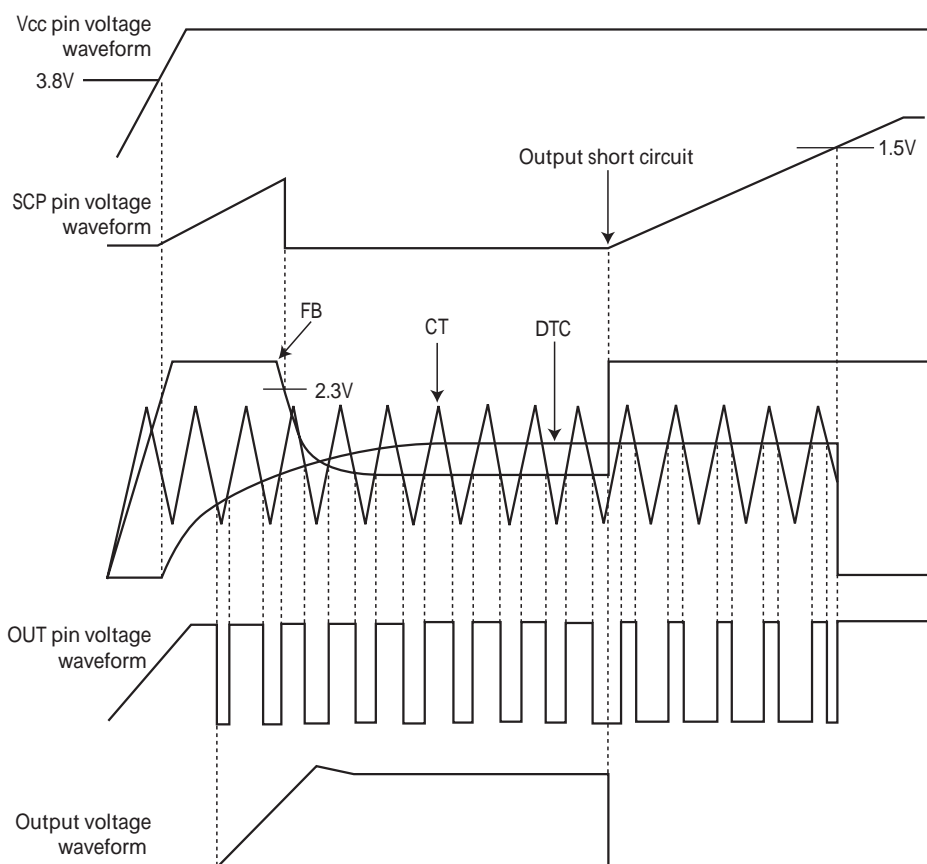 Vcc pin voltage
waveform
3.8V
Output short circuit
1.5V
SCP pin voltage
waveform
FB
CT
DTC
2.3V
OUT pin voltage
waveform
Output voltage
waveform